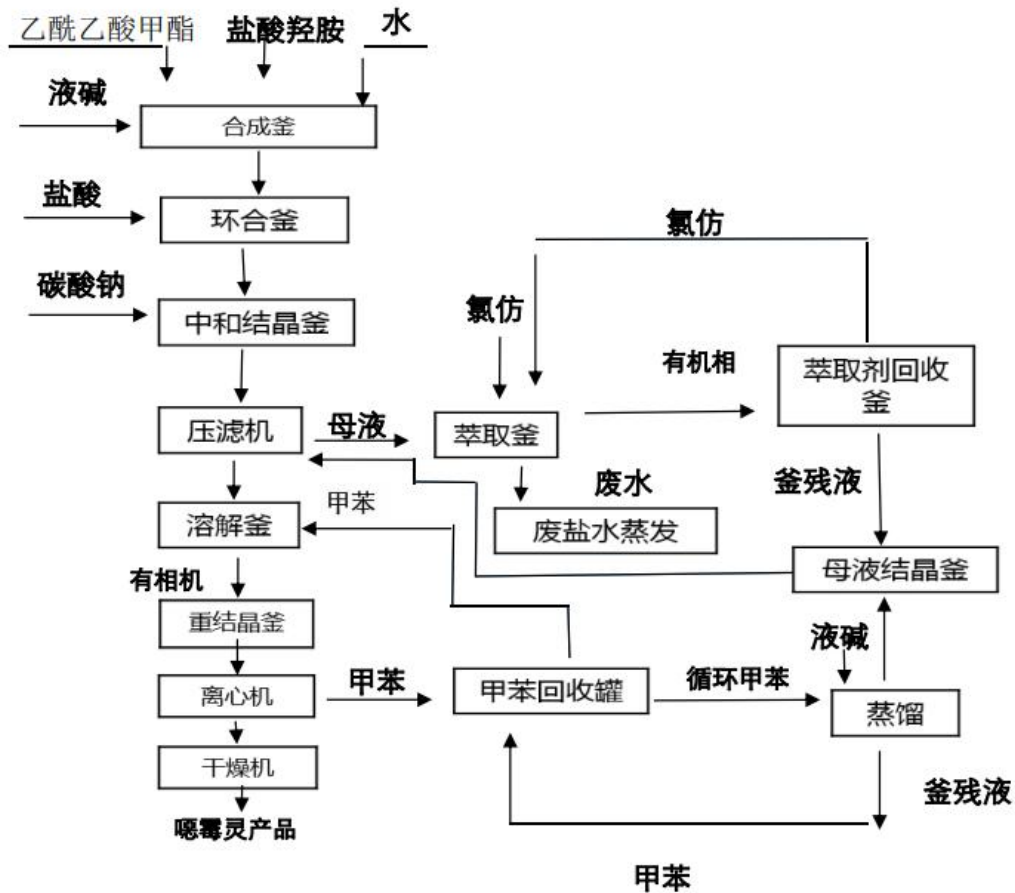 乙酰乙酸甲酯
盐酸羟胺
水
液碱
合成釜
盐酸
环合釜
氯仿
碳酸钠
中和结晶釜
氯仿
有机相
萃取剂回收
釜
压滤机
母液
萃取釜
釜残液
废水
甲苯
溶解釜
废盐水蒸发
母液结晶釜
有相机
重结晶釜
液碱
离心机
甲苯
甲苯回收罐
循环甲苯
蒸馏
干燥机
釜残液
噁霉灵产品
甲苯